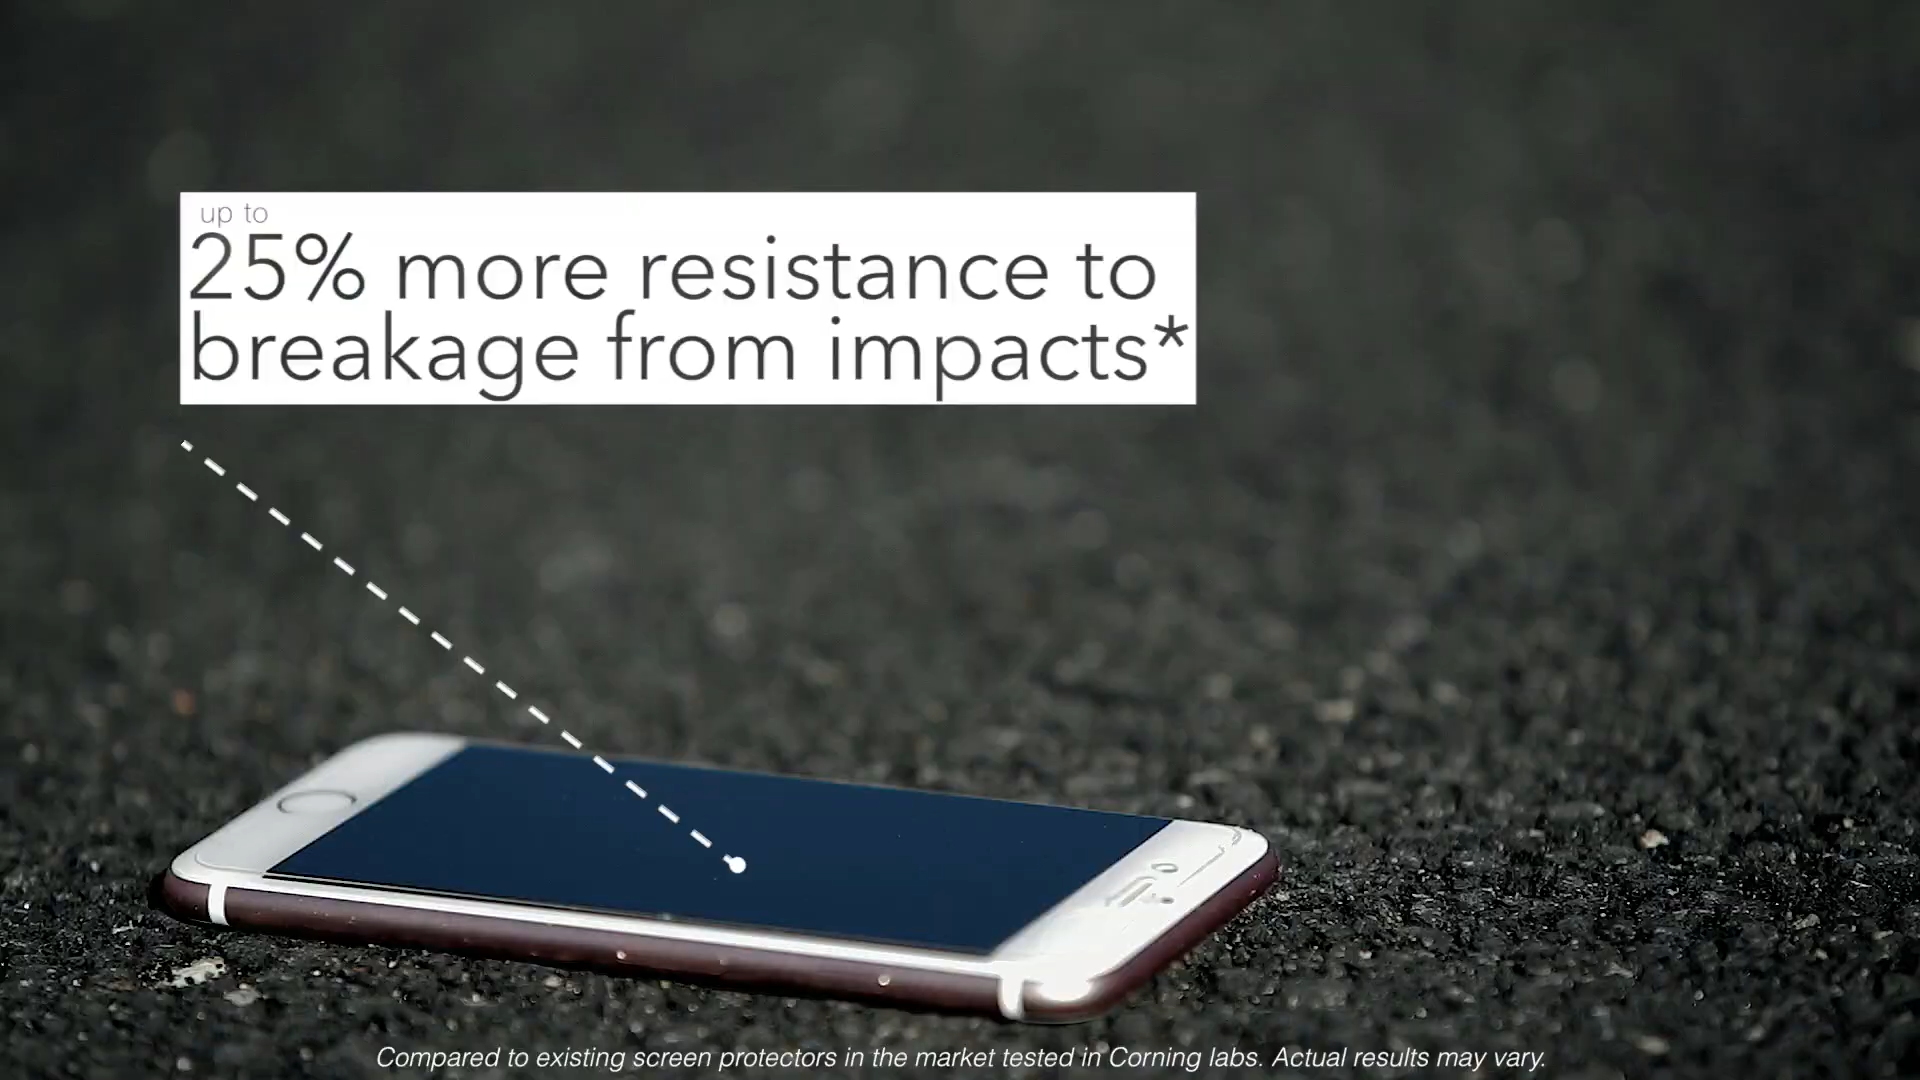 up to
25% more resistance to
breakage from impacts*
Compared to existing screen protectors in the market tested in Corning labs. Actual results may vary.